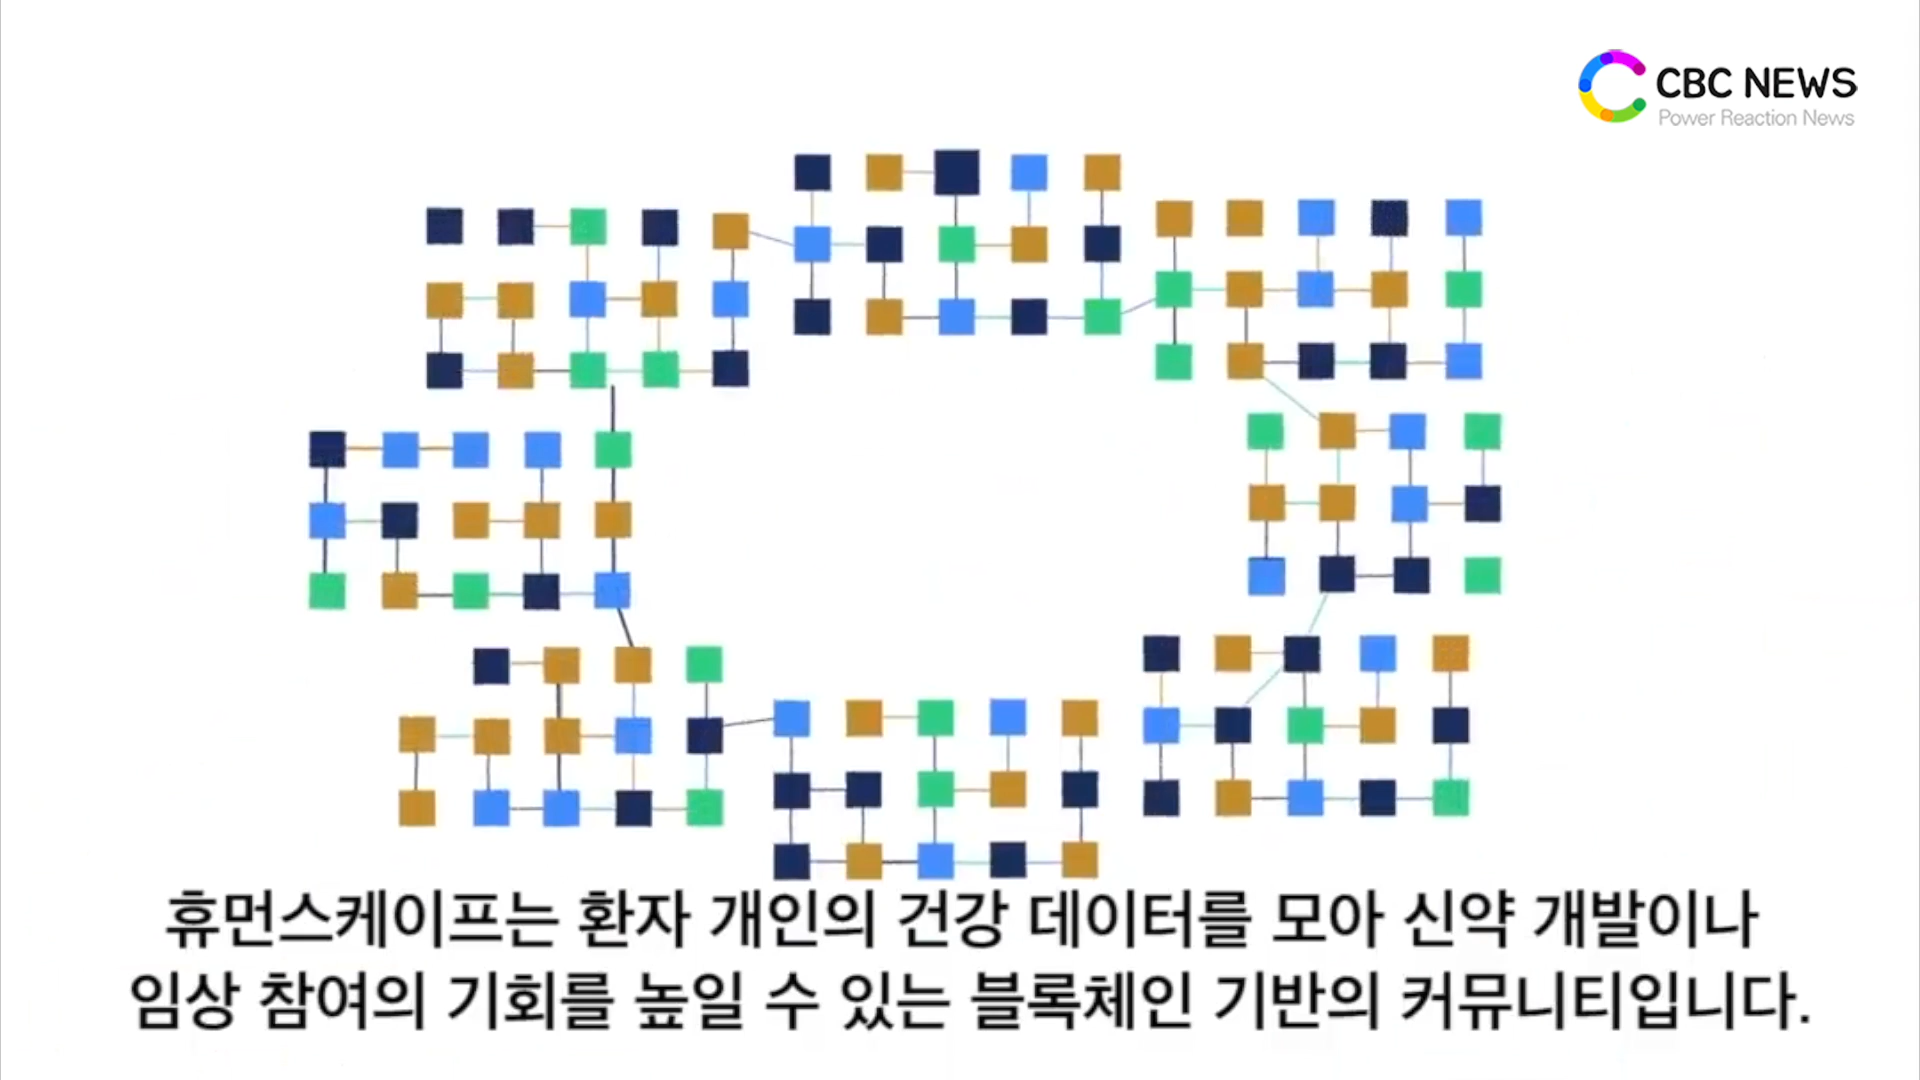 CBC NEWS
Power Reaction News
휴먼스케이프는 환자 개인의 건강 데이터를 모아 신약 개발이나
임상 참여의 기회를 높일 수 있는 블록체인 기반의 커뮤니티입니다.